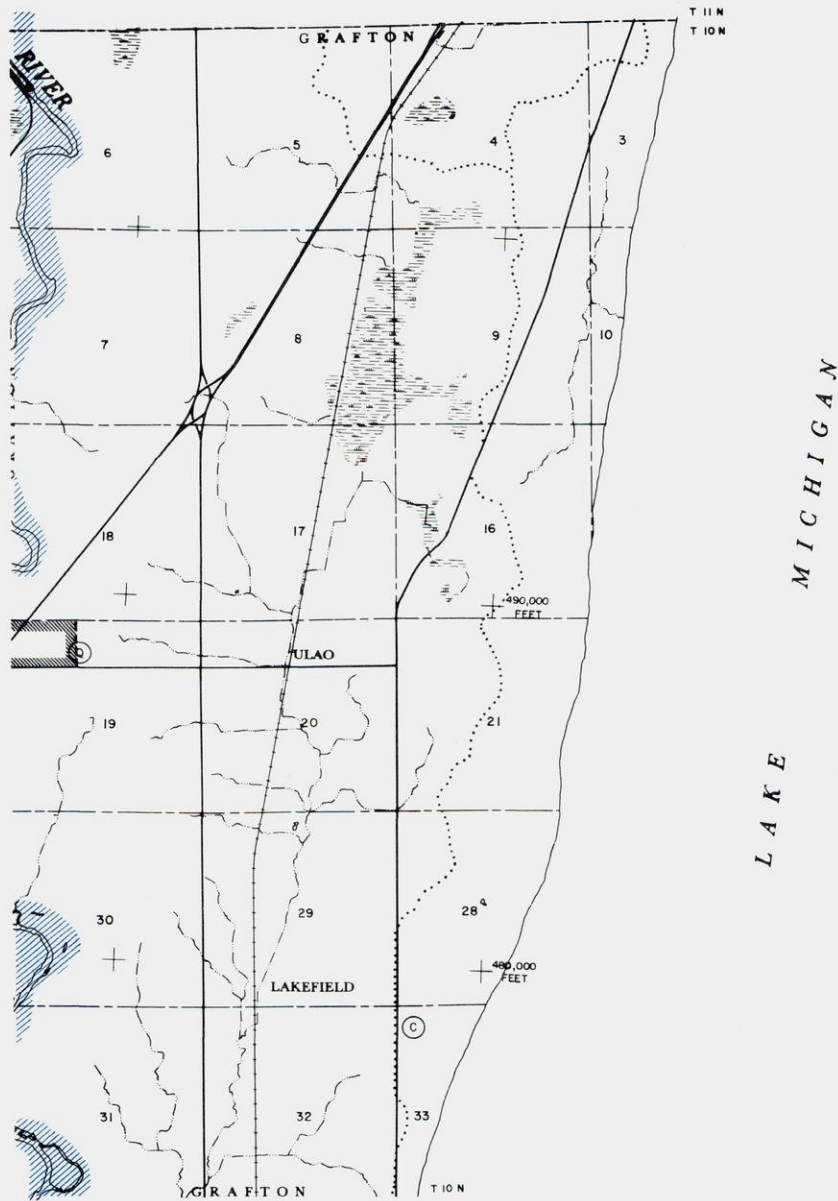 T 11 N
GRAFTON
T 10 N
RIVER
6
5
4
3
7
8
9
10
MICHIGAN
18
17
16
490,000
FEET
D
ULAO
19
20
21
LAKE
30
29
28
480,000
FEET
LAKEFIELD
C
31
32
33
GRAFTON
T 10 N